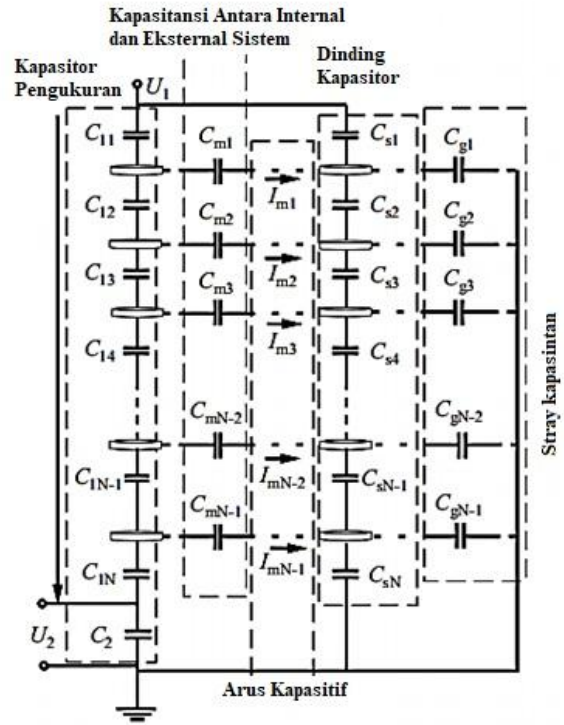 Kapasitansi Antara Internal
dan Eksternal Sistem
Kapasitor
Pengukuran
Dinding
Kapasitor
U1
C11
Cm1
Cs1
Cg1
Im1
C12
Cm2
Cs2
Cg2
Im2
C13
Cm3
Cs3
Cg3
Im3
C14
Cs4
CmN-2
CgN-2
ImN-2
C1N-1
CsN-1
CmN-1
CgN-1
ImN-1
C1N
CsN
U2
C2
Arus Kapasitif
Stray kapasintan